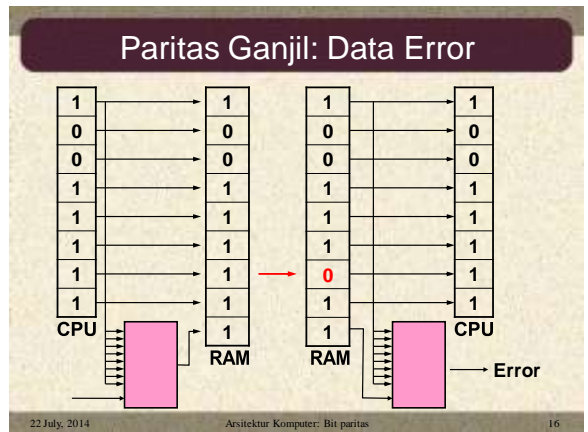 Paritas Ganjil: Data Error
1 1 1 1
0 0 0 0
0 0 0 0
1 1 1 1
1 1 1 1
1 1 1 1
1 1 0 1
1 1 1 1
CPU 1 1 CPU
RAM RAM Error
22 July, 2014 Arsitektur Komputer: Bit paritas 16